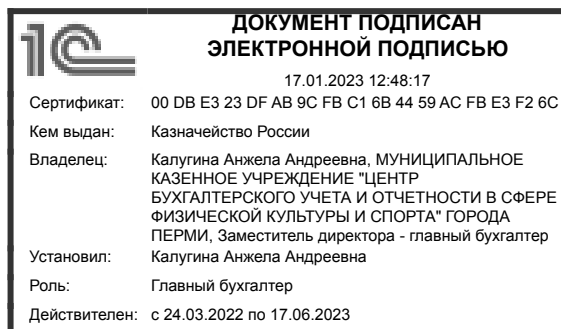 1С
ДОКУМЕНТ ПОДПИСАН
ЭЛЕКТРОННОЙ ПОДПИСЬЮ
17.01.2023 12:48:17
Сертификат: 00 DB E3 23 DF AB 9C FB C1 6B 44 59 AC FB E3 F2 6C
Кем выдан: Казначейство России
Владелец: Калугина Анжела Андреевна, МУНИЦИПАЛЬНОЕ
КАЗЕННОЕ УЧРЕЖДЕНИЕ "ЦЕНТР
БУХГАЛТЕРСКОГО УЧЕТА И ОТЧЕТНОСТИ В СФЕРЕ
ФИЗИЧЕСКОЙ КУЛЬТУРЫ И СПОРТА" ГОРОДА
ПЕРМИ, Заместитель директора - главный бухгалтер
Установил: Калугина Анжела Андреевна
Роль: Главный бухгалтер
Действителен: с 24.03.2022 по 17.06.2023